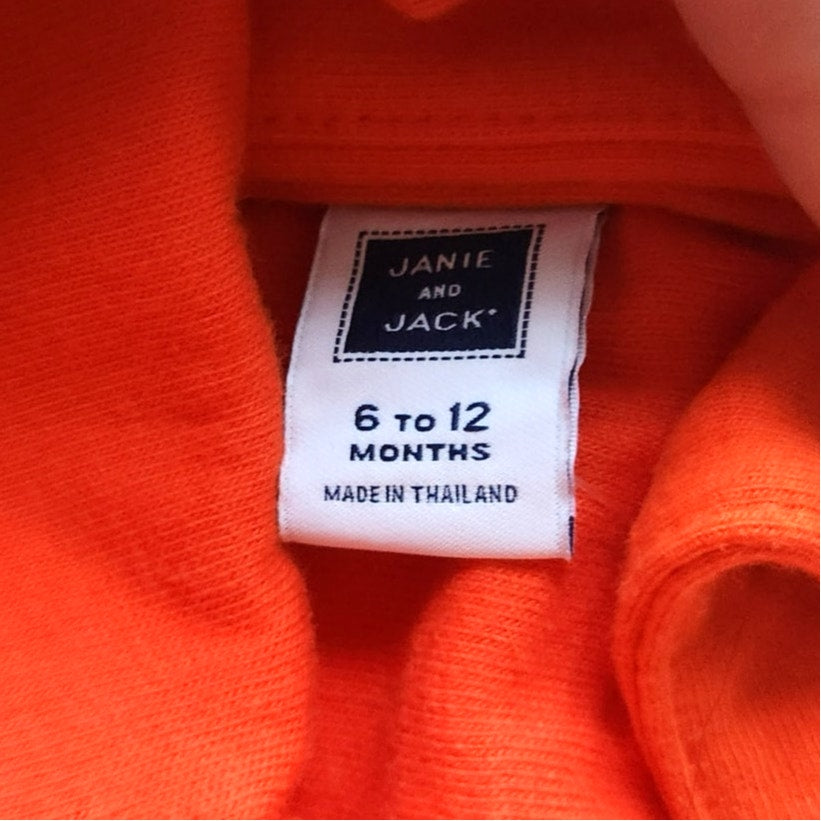 JANIE
AND
JACK
6 TO 12
MONTHS
MADE IN THAILAND